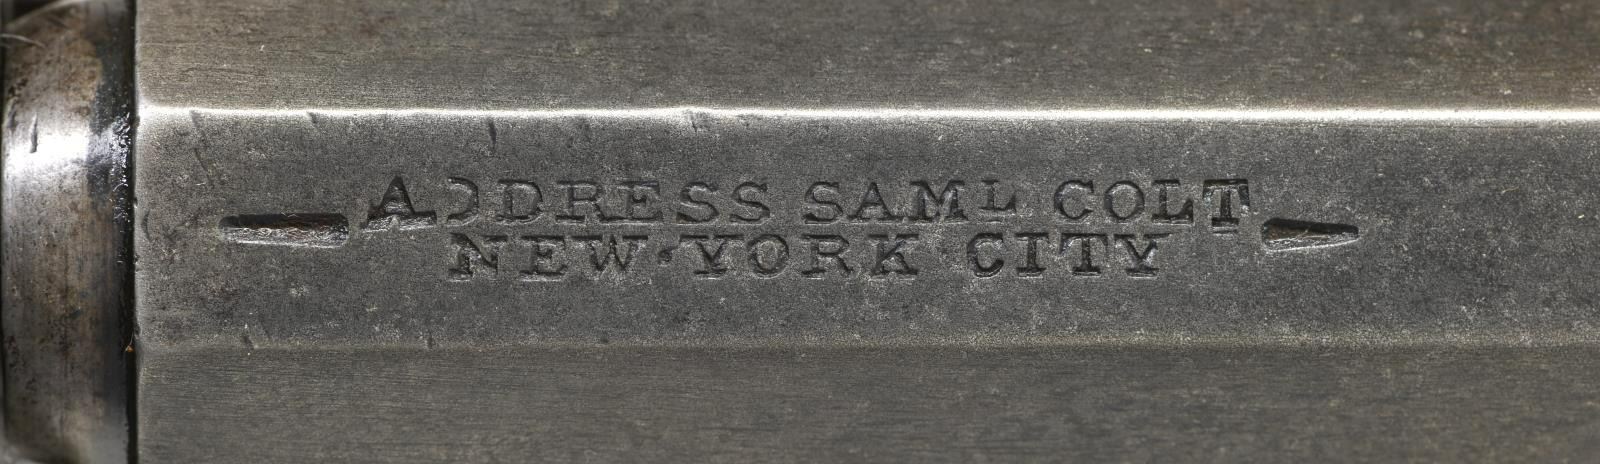 ADDRESS SAML COLT
NEW·YORK CITY